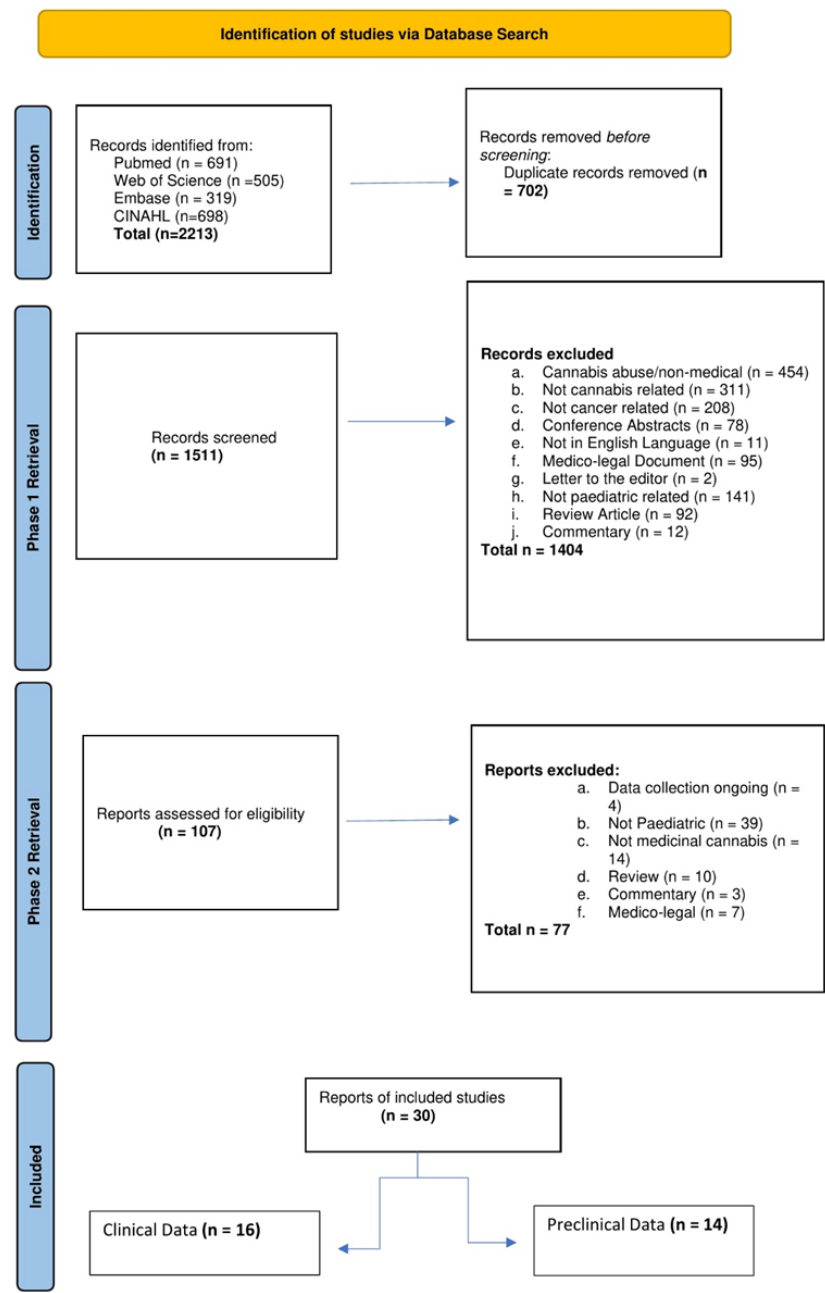 Identification of studies via Database Search
Identification
Records identified from:
Pubmed (n = 691)
Web of Science (n =505)
Embase (n = 319)
CINAHL (n=698)
Total (n=2213)
Records removed before
screening:
Duplicate records removed (n
= 702)
Phase 1 Retrieval
Records screened
(n = 1511)
Records excluded
a. Cannabis abuse/non-medical (n = 454)
b. Not cannabis related (n = 311)
c. Not cancer related (n = 208)
d. Conference Abstracts (n = 78)
e. Not in English Language (n = 11)
f. Medico-legal Document (n = 95)
g. Letter to the editor (n = 2)
h. Not paediatric related (n = 141)
i. Review Article (n = 92)
j. Commentary (n = 12)
Total n = 1404
Phase 2 Retrieval
Reports assessed for eligibility
(n = 107)
Reports excluded:
a. Data collection ongoing (n =
4)
b. Not Paediatric (n = 39)
c. Not medicinal cannabis (n =
14)
d. Review (n = 10)
e. Commentary (n = 3)
f. Medico-legal (n = 7)
Total n = 77
Included
Reports of included studies
(n = 30)
Clinical Data (n = 16)
Preclinical Data (n = 14)